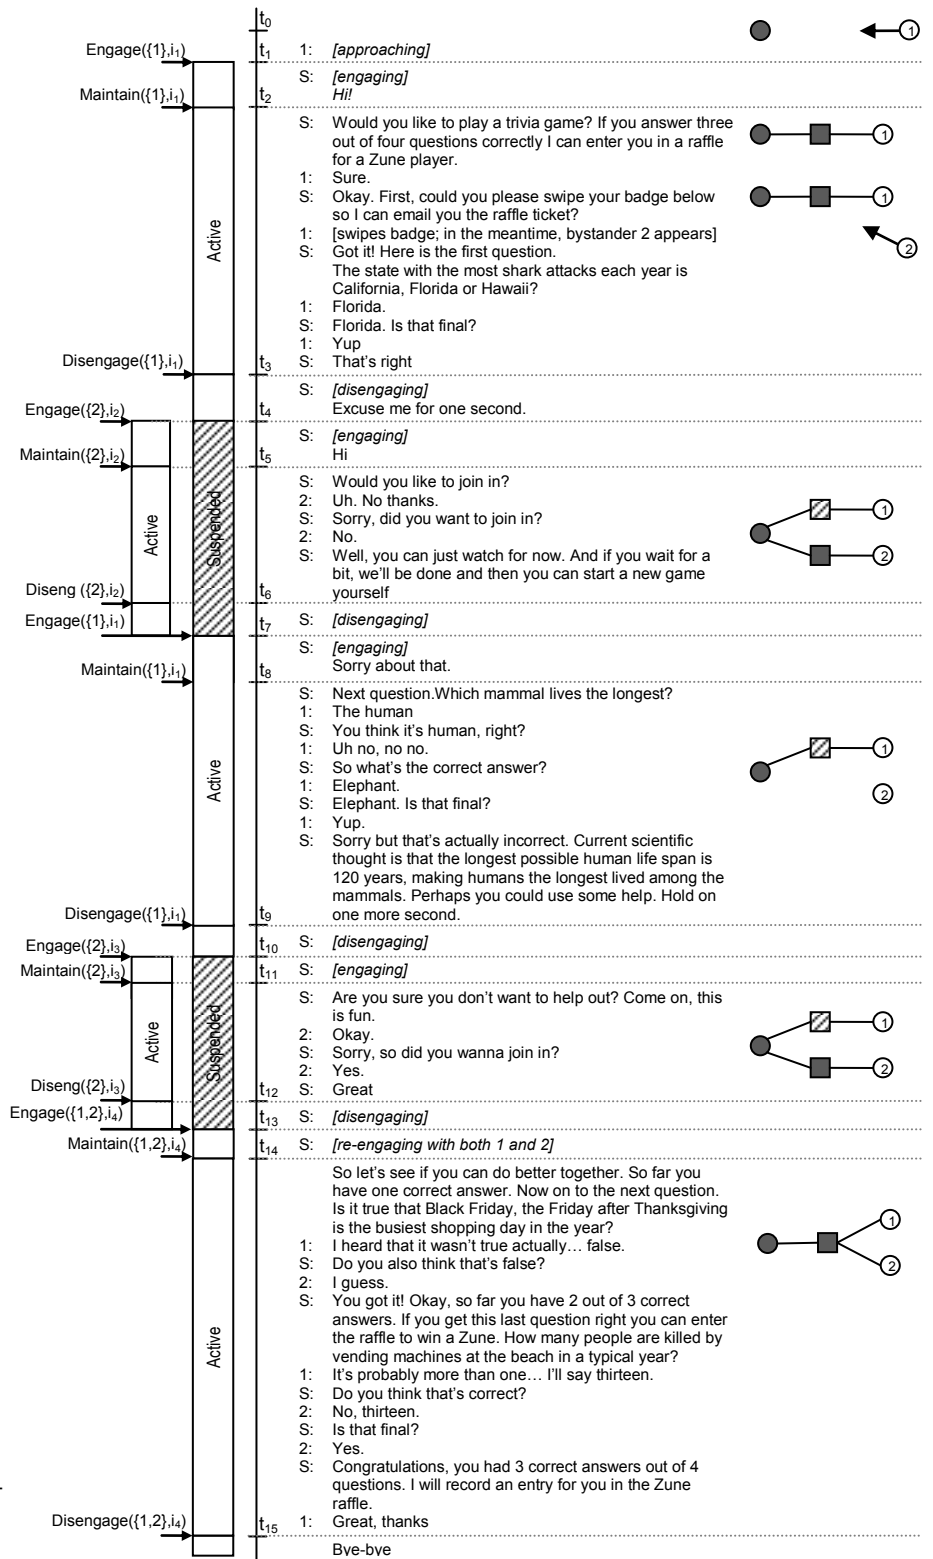 t0
1
Engage({1},i1)
t1
1: [approaching]
S: [engaging]
Hi!
Maintain({1},i1)
t2
S: Would you like to play a trivia game? If you answer three
out of four questions correctly I can enter you in a raffle
for a Zune player.
1
1: Sure.
S: Okay. First, could you please swipe your badge below
so I can email you the raffle ticket?
1
1: [swipes badge; in the meantime, bystander 2 appears]
2
S: Got it! Here is the first question.
The state with the most shark attacks each year is
California, Florida or Hawaii?
1: Florida.
S: Florida. Is that final?
1: Yup
S: That's right
Active
Disengage({1},i1)
t3
S: [disengaging]
Excuse me for one second.
Engage({2},i2)
t4
S: [engaging]
Hi
Maintain({2},i2)
t5
S: Would you like to join in?
2: Uh. No thanks.
S: Sorry, did you want to join in?
2: No.
S: Well, you can just watch for now. And if you wait for a
bit, we'll be done and then you can start a new game
yourself
1
2
Active
Suspended
Diseng ({2},i2)
t6
S: [disengaging]
Engage({1},i1)
t7
S: [engaging]
Sorry about that.
Maintain({1},i1)
t8
S: Next question.Which mammal lives the longest?
1: The human
S: You think it's human, right?
1: Uh no, no no.
S: So what's the correct answer?
1: Elephant.
S: Elephant. Is that final?
1: Yup.
S: Sorry but that's actually incorrect. Current scientific
thought is that the longest possible human life span is
120 years, making humans the longest lived among the
mammals. Perhaps you could use some help. Hold on
one more second.
1
2
Active
Disengage({1},i1)
t9
S: [disengaging]
Engage({2},i3)
t10
S: [engaging]
Maintain({2},i3)
t11
S: Are you sure you don't want to help out? Come on, this
is fun.
2: Okay.
S: Sorry, so did you wanna join in?
2: Yes.
S: Great
1
2
Active
Suspended
Diseng({2},i3)
t12
S: [disengaging]
Engage({1,2},i4)
t13
S: [re-engaging with both 1 and 2]
Maintain({1,2},i4)
t14
So let's see if you can do better together. So far you
have one correct answer. Now on to the next question.
Is it true that Black Friday, the Friday after Thanksgiving
is the busiest shopping day in the year?
1: I heard that it wasn't true actually… false.
S: Do you also think that's false?
2: I guess.
S: You got it! Okay, so far you have 2 out of 3 correct
answers. If you get this last question right you can enter
the raffle to win a Zune. How many people are killed by
vending machines at the beach in a typical year?
1: It's probably more than one… I'll say thirteen.
S: Do you think that's correct?
2: No, thirteen.
S: Is that final?
2: Yes.
S: Congratulations, you had 3 correct answers out of 4
questions. I will record an entry for you in the Zune
raffle.
1: Great, thanks
1
2
Active
Disengage({1,2},i4)
t15
Bye-bye